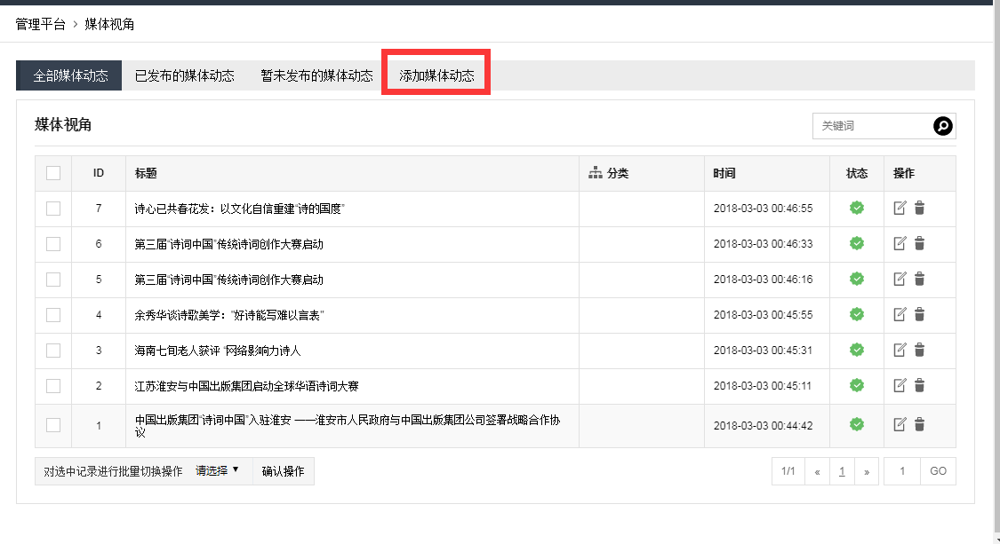 管理平台 › 媒体视角
全部媒体动态 已发布的媒体动态 暂未发布的媒体动态 添加媒体动态
媒体视角 关键词
ID 标题 分类 时间 状态 操作
7 诗心已共春花发：以文化自信重建“诗的国度” 2018-03-03 00:46:55
6 第三届“诗词中国”传统诗词创作大赛启动 2018-03-03 00:46:33
5 第三届“诗词中国”传统诗词创作大赛启动 2018-03-03 00:46:16
4 余秀华谈诗歌美学：“好诗能写难以言表” 2018-03-03 00:45:55
3 海南七旬老人获评 “网络影响力诗人 2018-03-03 00:45:31
2 江苏淮安与中国出版集团启动全球华语诗词大赛 2018-03-03 00:45:11
1 中国出版集团“诗词中国”入驻淮安 ——淮安市人民政府与中国出版集团公司签署战略合作协 2018-03-03 00:44:42
议
对选中记录进行批量切换操作 请选择 ▼ 确认操作 1/1 « 1 » 1 GO